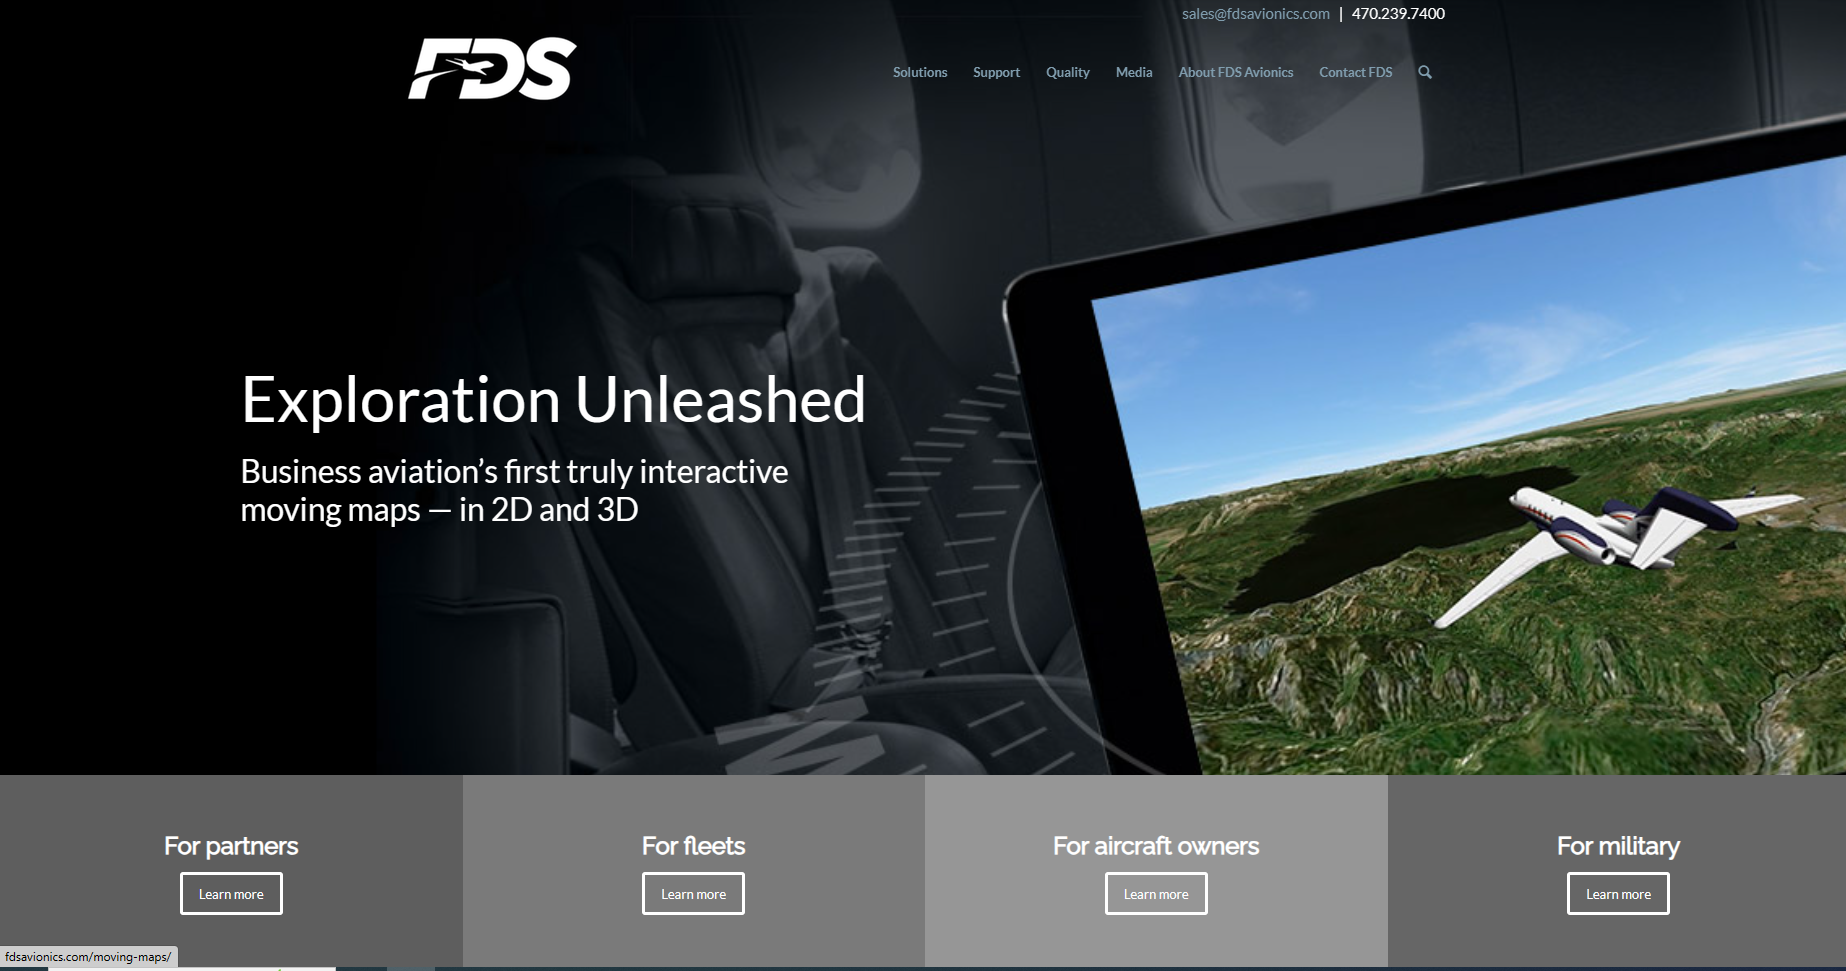 sales@fdsavionics.com | 470.239.7400
FDS
Solutions Support Quality Media About FDS Avionics Contact FDS
Exploration Unleashed
Business aviation’s first truly interactive
moving maps — in 2D and 3D
For partners For fleets For aircraft owners For military
Learn more Learn more Learn more Learn more
fdsavionics.com/moving-maps/